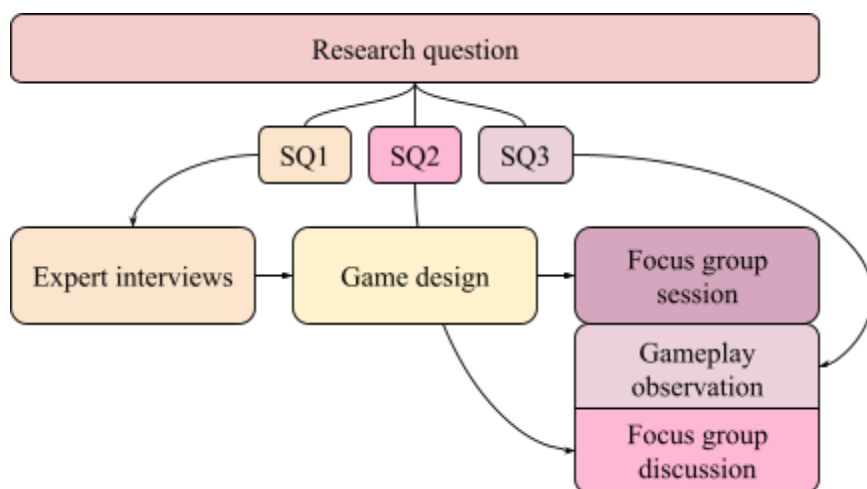 Research question
SQ1
SQ2
SQ3
Expert interviews
Game design
Focus group
session
Gameplay
observation
Focus group
discussion